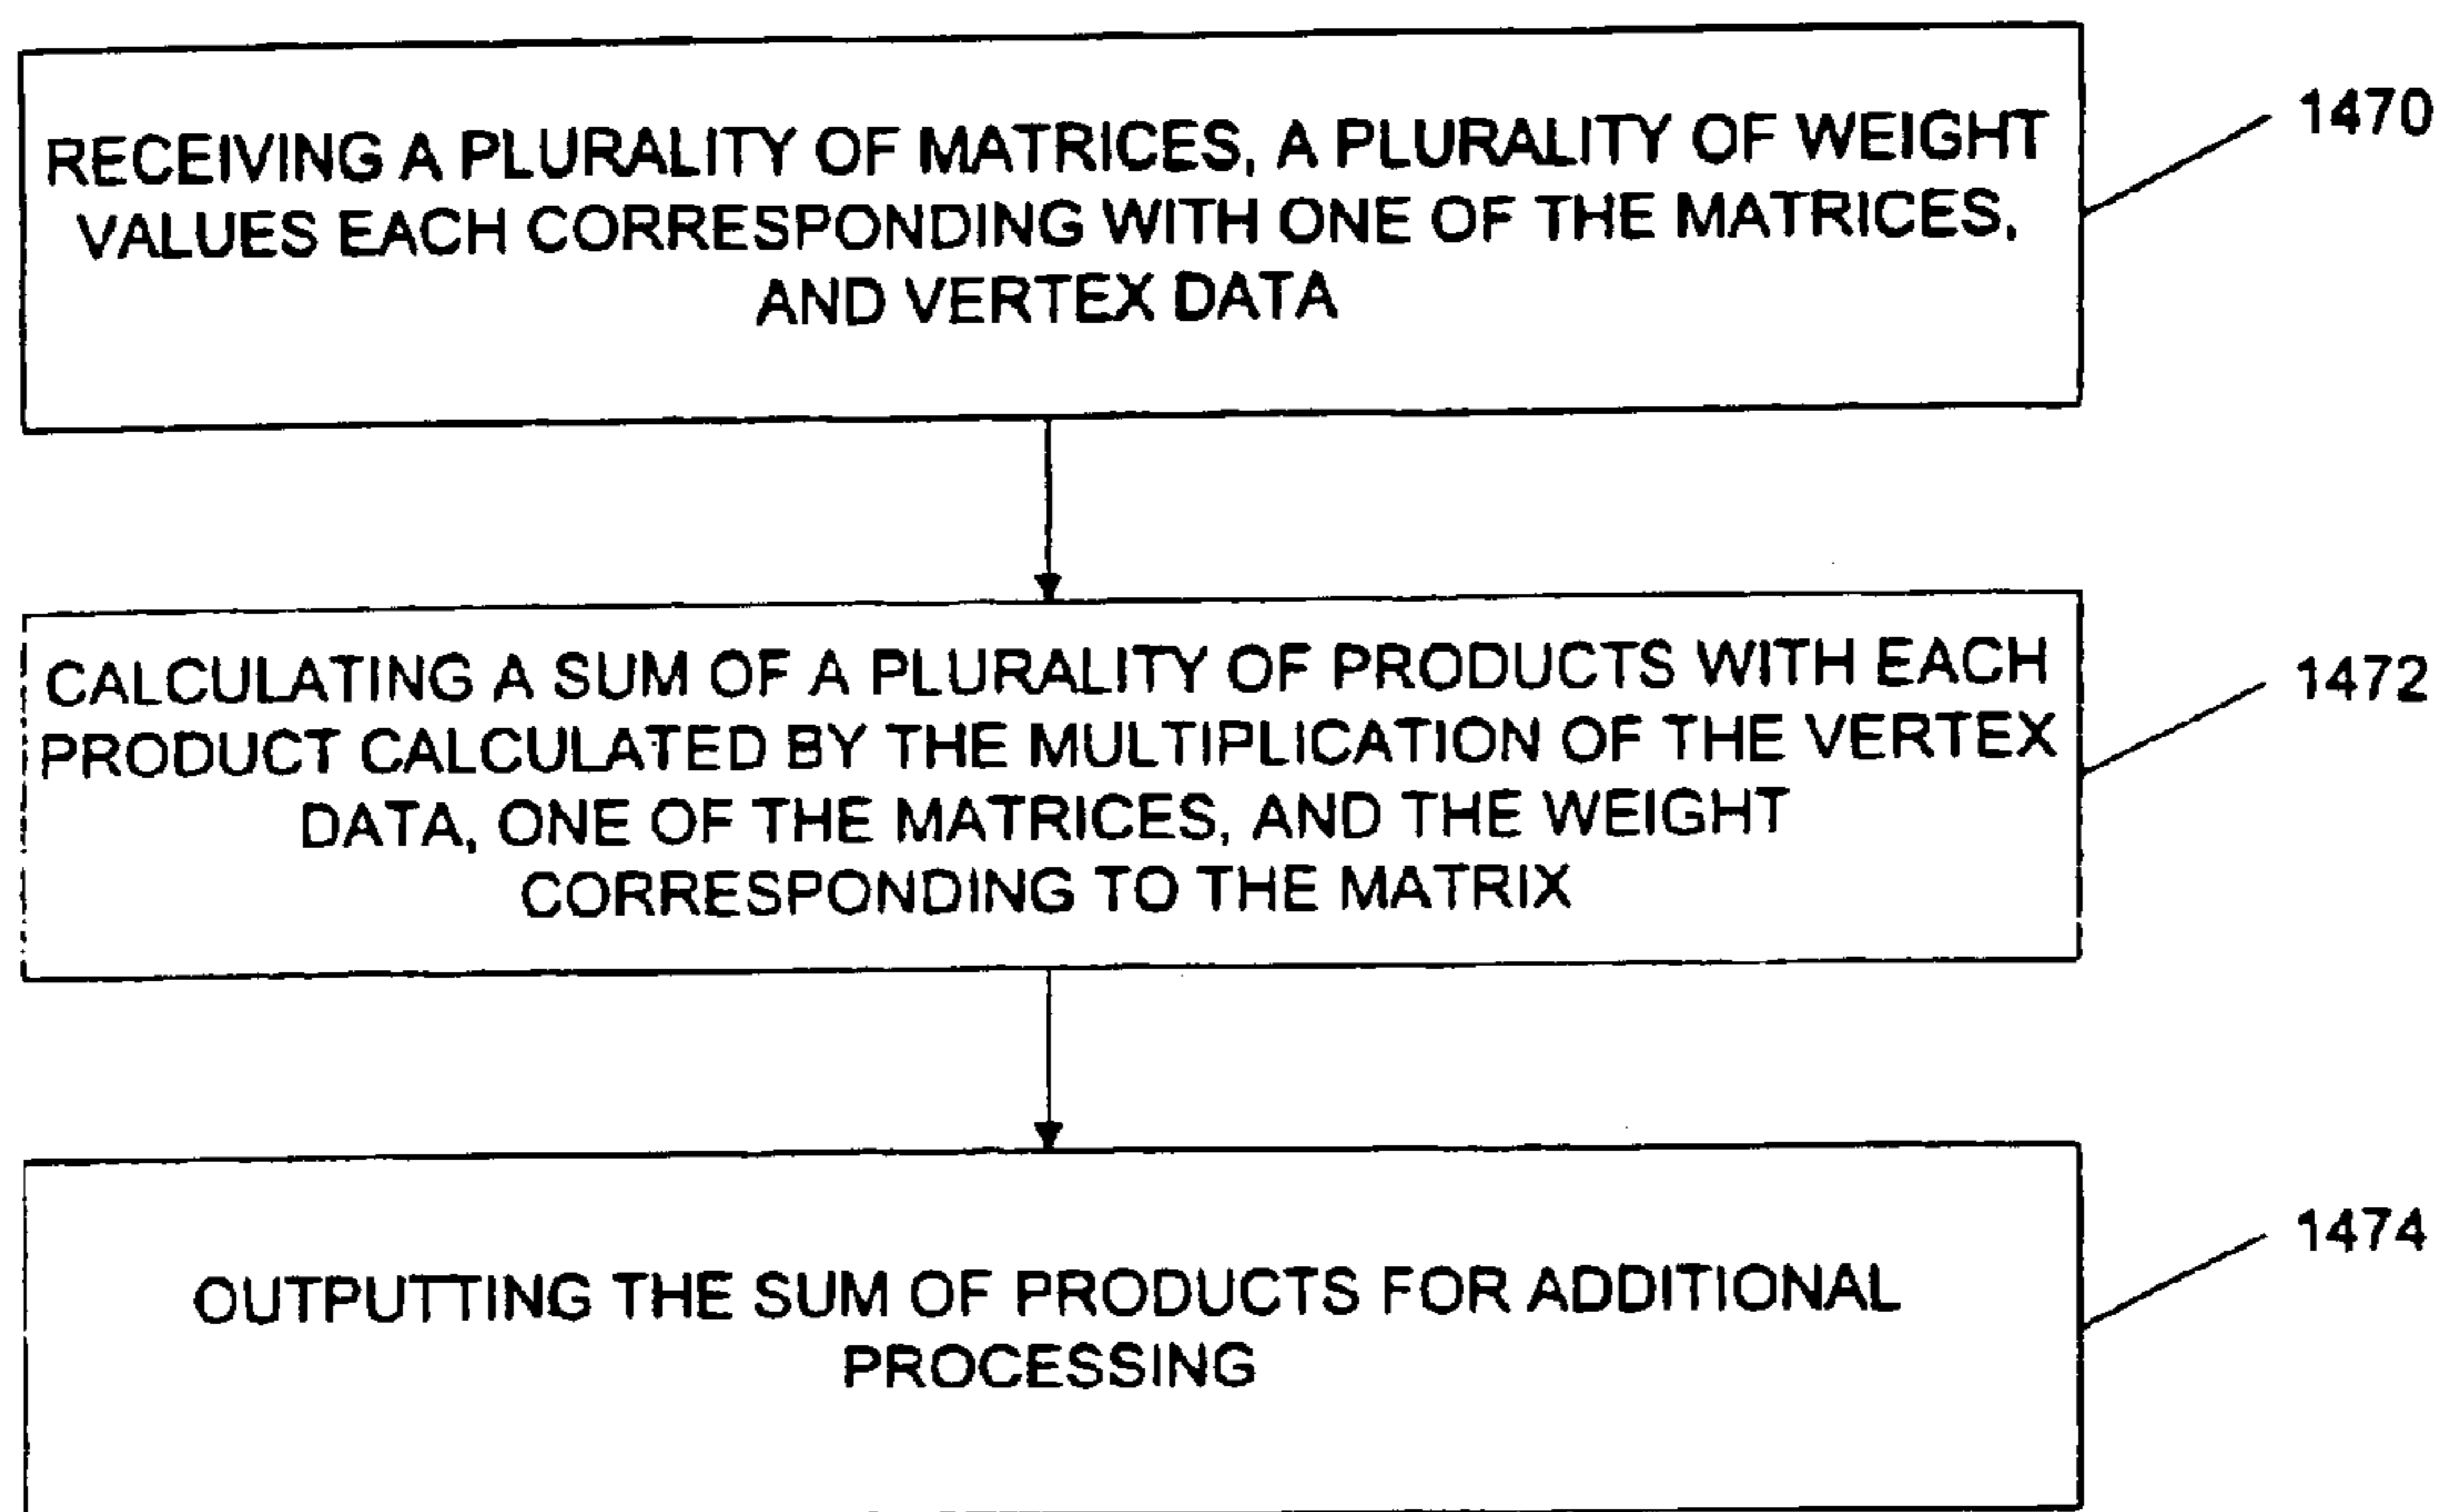 RECEIVING A PLURALITY OF MATRICES, A PLURALITY OF WEIGHT
VALUES EACH CORRESPONDING WITH ONE OF THE MATRICES,
AND VERTEX DATA
1470
CALCULATING A SUM OF A PLURALITY OF PRODUCTS WITH EACH
PRODUCT CALCULATED BY THE MULTIPLICATION OF THE VERTEX
DATA, ONE OF THE MATRICES, AND THE WEIGHT
CORRESPONDING TO THE MATRIX
1472
OUTPUTTING THE SUM OF PRODUCTS FOR ADDITIONAL
PROCESSING
1474